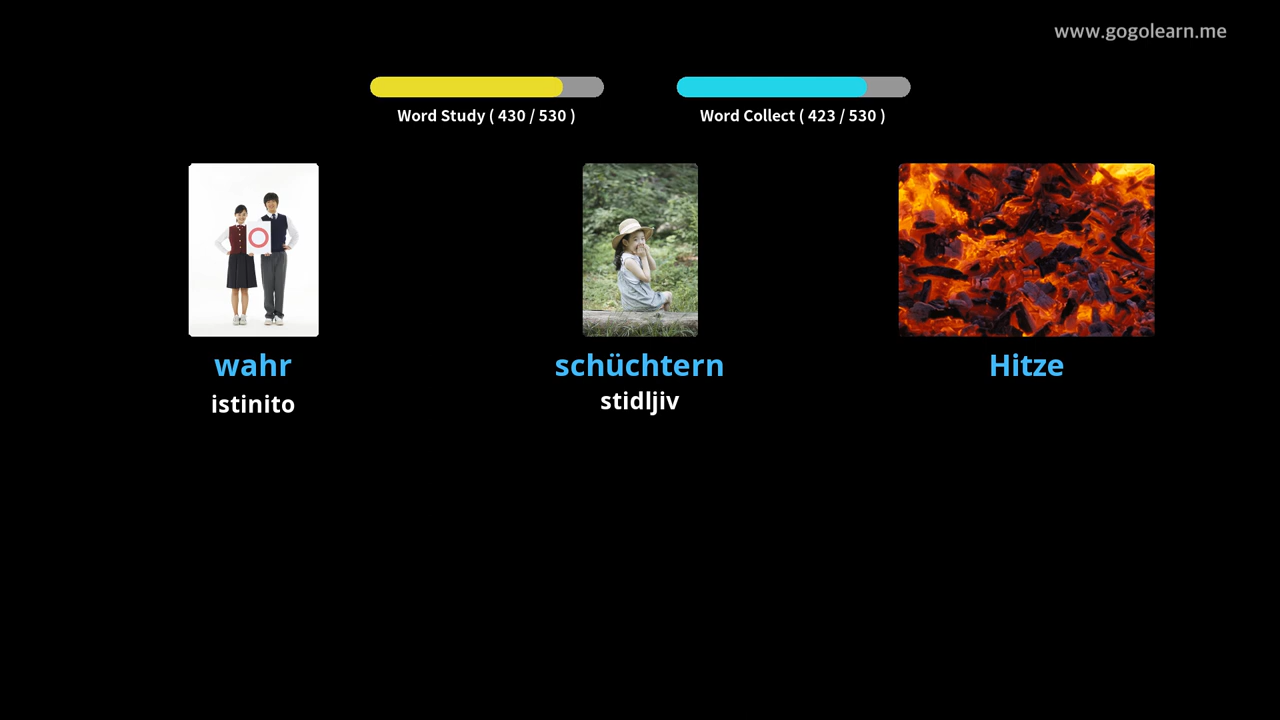 www.gogolearn.me
Word Study ( 430 / 530 )
Word Collect ( 423 / 530 )
wahr
schüchtern
Hitze
istinito
stidljiv